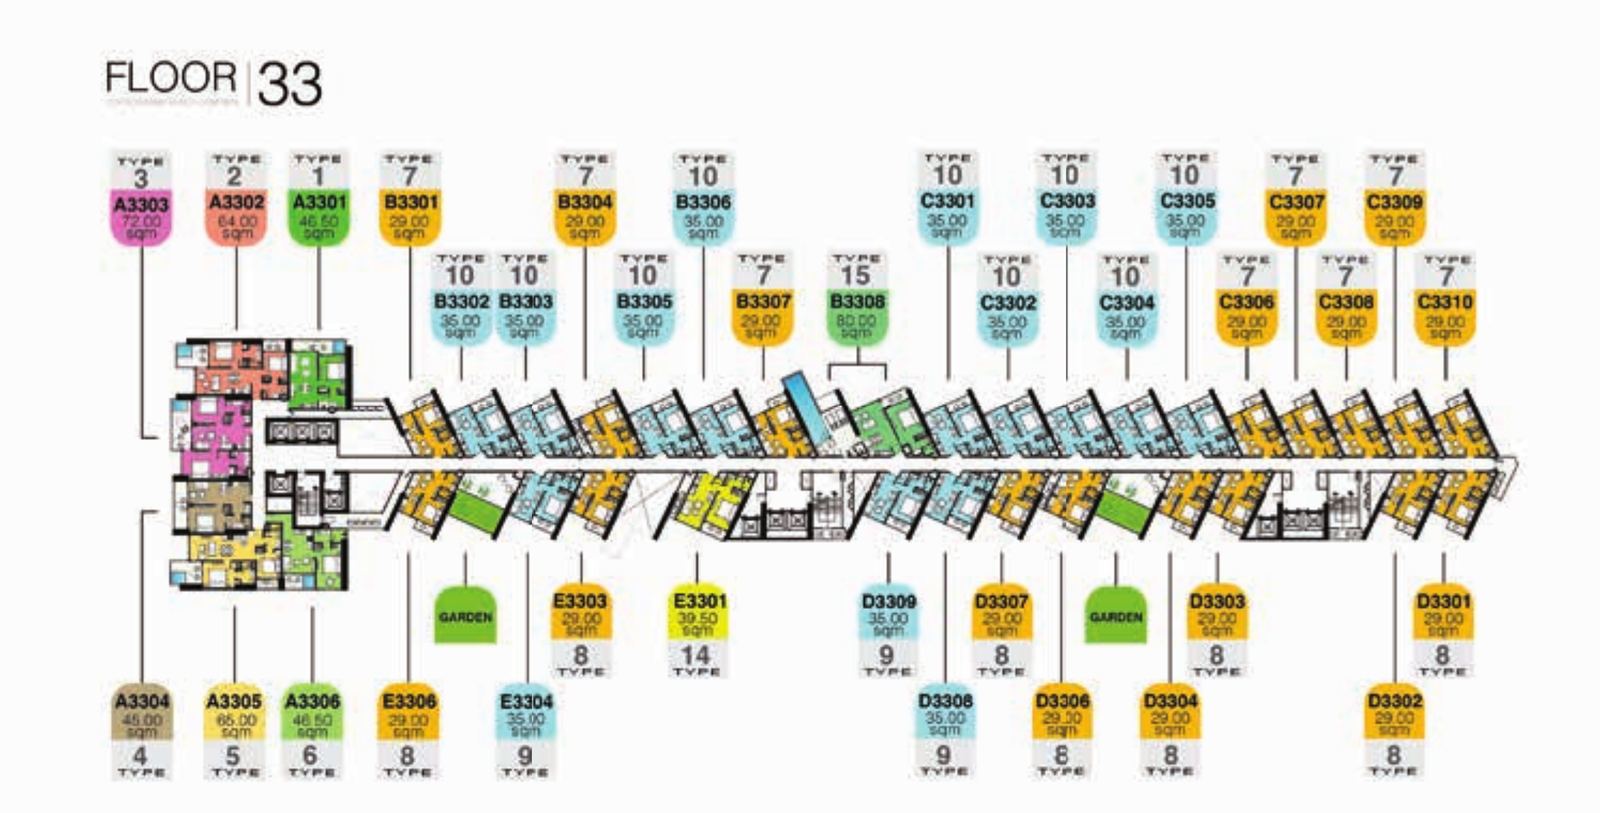 FLOOR 33
TYPE
3
A3303
72.00
sqm
TYPE
2
A3302
64.00
sqm
TYPE
1
A3301
46.50
sqm
TYPE
7
B3301
29.00
sqm
TYPE
7
B3304
29.00
sqm
TYPE
10
B3306
35.00
sqm
TYPE
10
C3301
35.00
sqm
TYPE
10
C3303
35.00
sqm
TYPE
10
C3305
35.00
sqm
TYPE
7
C3307
29.00
sqm
TYPE
7
C3309
29.00
sqm
TYPE
10
B3302
35.00
sqm
TYPE
10
B3303
35.00
sqm
TYPE
10
B3305
35.00
sqm
TYPE
7
B3307
29.00
sqm
TYPE
15
B3308
80.00
sqm
TYPE
10
C3302
35.00
sqm
TYPE
10
C3304
35.00
sqm
TYPE
7
C3306
29.00
sqm
TYPE
7
C3308
29.00
sqm
TYPE
7
C3310
29.00
sqm
GARDEN
E3303
29.00
sqm
8
TYPE
E3301
39.50
sqm
14
TYPE
D3309
35.00
sqm
9
TYPE
D3307
29.00
sqm
8
TYPE
GARDEN
D3303
29.00
sqm
8
TYPE
D3301
29.00
sqm
8
TYPE
A3304
45.00
sqm
4
TYPE
A3305
65.00
sqm
5
TYPE
A3306
46.50
sqm
6
TYPE
E3306
29.00
sqm
8
TYPE
E3304
35.00
sqm
9
TYPE
D3308
35.00
sqm
9
TYPE
D3306
29.00
sqm
8
TYPE
D3304
29.00
sqm
8
TYPE
D3302
29.00
sqm
8
TYPE